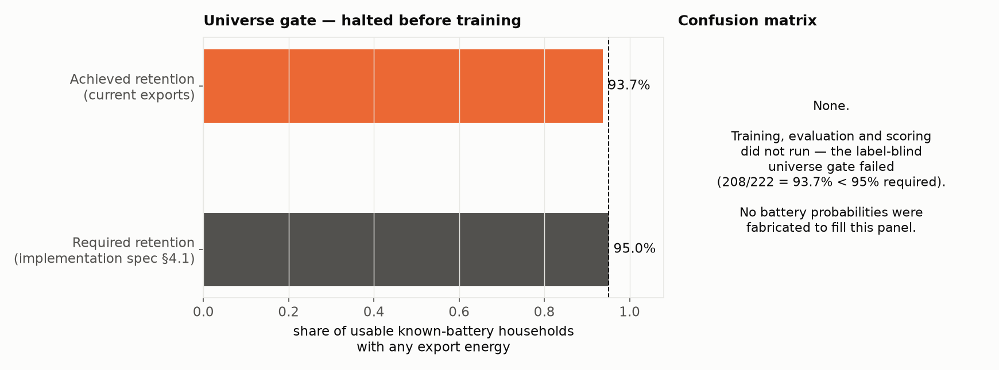 Universe gate — halted before training
Achieved retention
(current exports)
93.7%
Required retention
(implementation spec §4.1)
95.0%
0.0 0.2 0.4 0.6 0.8 1.0
share of usable known-battery households
with any export energy
Confusion matrix
None.
Training, evaluation and scoring
did not run — the label-blind
universe gate failed
(208/222 = 93.7% < 95% required).
No battery probabilities were
fabricated to fill this panel.